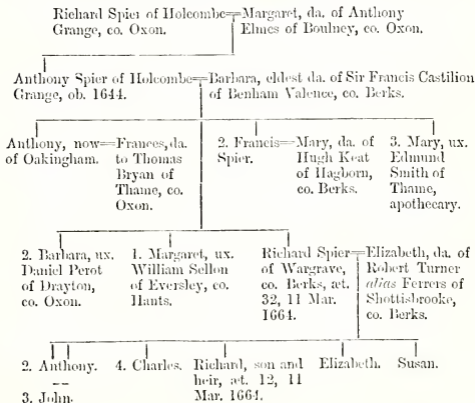 Richard Spier of Holcombe=Margaret, da. of Anthony
Grange, co. Oxon. Elmes of Boulney, co. Oxon.
Anthony Spier of Holcombe=Barbara, eldest da. of Sir Francis Castilion
Grange, ob. 1644. of Benham Valence, co. Berks.
Anthony, now=Frances, da.
of Oakingham. to Thomas
Bryan of
Thame, co.
Oxon.
2. Francis=Mary, da. of
Spier. Hugh Keat
of Hagborn,
co. Berks.
3. Mary, ux.
Edmund
Smith of
Thame,
apothecary.
2. Barbara, ux.
Daniel Perot
of Drayton,
co. Oxon.
1. Margaret, ux.
William Sellon
of Eversley, co.
Hants.
Richard Spier=Elizabeth, da. of
of Wargrave, Robert Turner
co. Berks, æt. alias Ferrers of
32, 11 Mar. Shottisbrooke,
1664. co. Berks.
2. Anthony.
--
3. John.
4. Charles.
Richard, son and
heir, æt. 12, 11
Mar. 1664.
Elizabeth.
Susan.